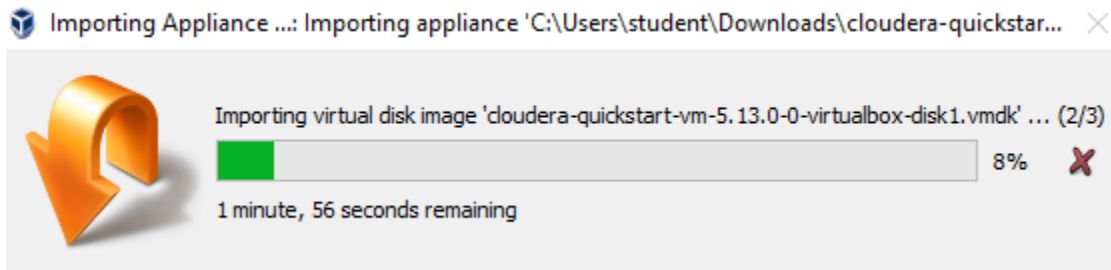 Importing Appliance ...: Importing appliance 'C:\Users\student\Downloads\cloudera-quickstar...
Importing virtual disk image 'cloudera-quickstart-vm-5.13.0-0-virtualbox-disk1.vmdk' ... (2/3)
8%
1 minute, 56 seconds remaining